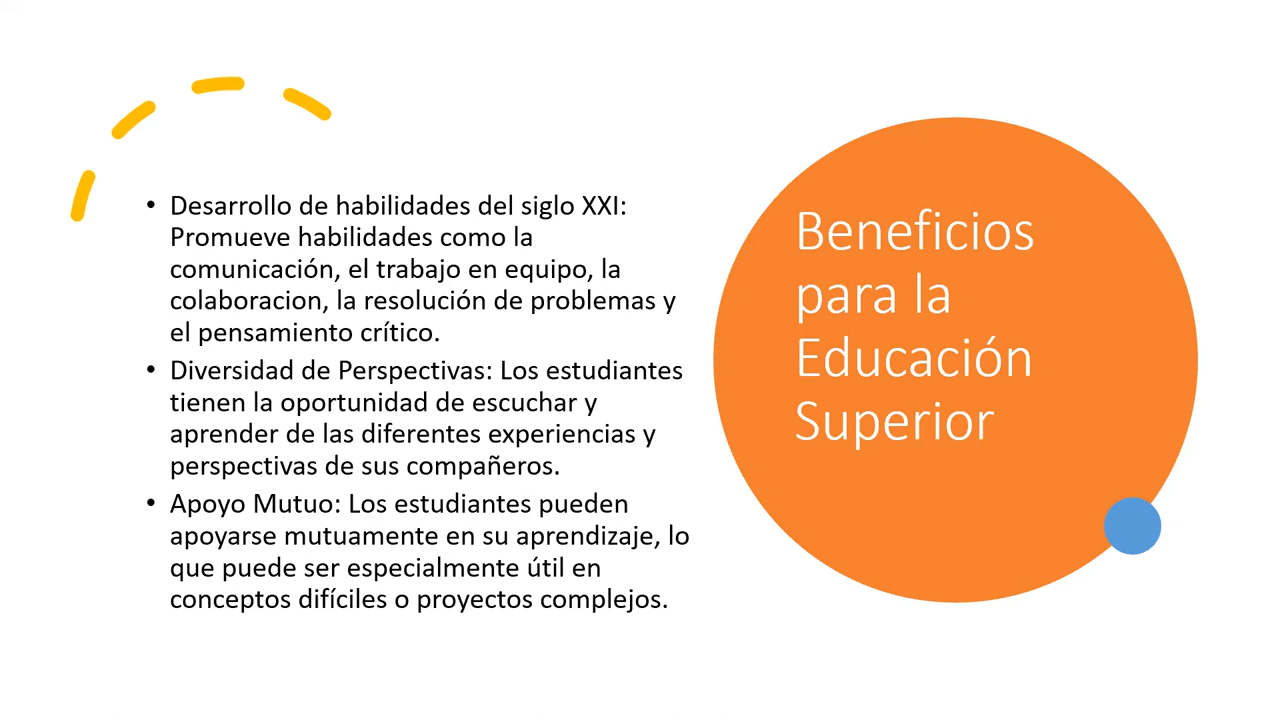 Beneficios
para la
Educación
Superior
• Desarrollo de habilidades del siglo XXI:
Promueve habilidades como la
comunicación, el trabajo en equipo, la
colaboracion, la resolución de problemas y
el pensamiento crítico.
• Diversidad de Perspectivas: Los estudiantes
tienen la oportunidad de escuchar y
aprender de las diferentes experiencias y
perspectivas de sus compañeros.
• Apoyo Mutuo: Los estudiantes pueden
apoyarse mutuamente en su aprendizaje, lo
que puede ser especialmente útil en
conceptos difíciles o proyectos complejos.